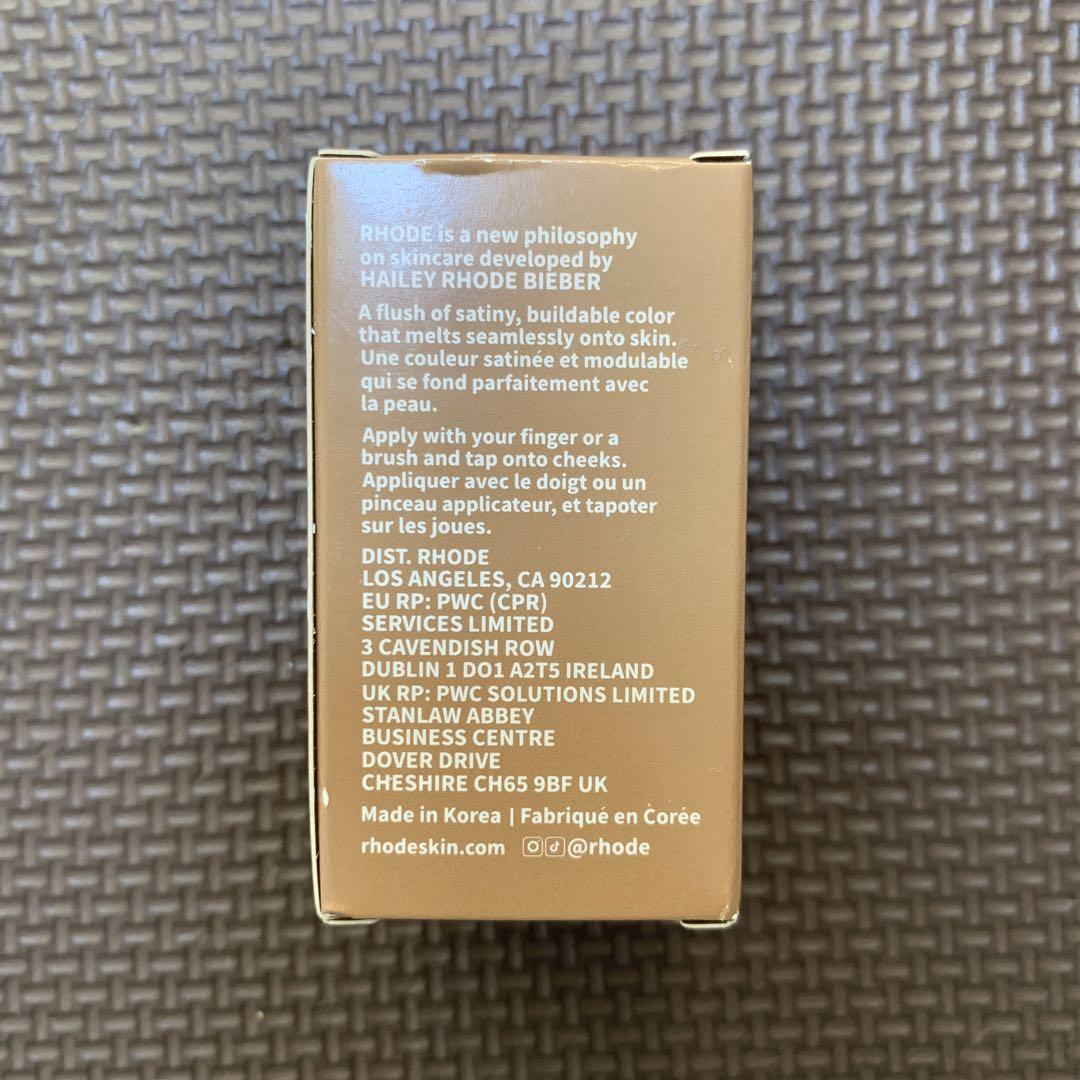 RHODE is a new philosophy
on skincare developed by
HAILEY RHODE BIEBER
A flush of satiny, buildable color
that melts seamlessly onto skin.
Une couleur satinée et modulable
qui se fond parfaitement avec
la peau.
Apply with your finger or a
brush and tap onto cheeks.
Appliquer avec le doigt ou un
pinceau applicateur, et tapoter
sur les joues.
DIST. RHODE
LOS ANGELES, CA 90212
EU RP: PWC (CPR)
SERVICES LIMITED
3 CAVENDISH ROW
DUBLIN 1 DO1 A2T5 IRELAND
UK RP: PWC SOLUTIONS LIMITED
STANLAW ABBEY
BUSINESS CENTRE
DOVER DRIVE
CHESHIRE CH65 9BF UK
Made in Korea | Fabriqué en Corée
rhodeskin.com @rhode